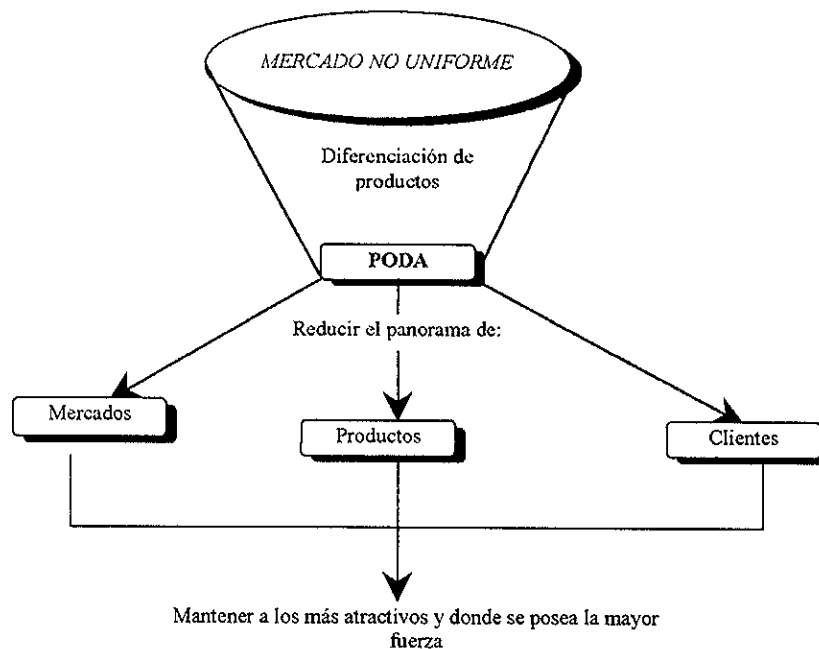 MERCADO NO UNIFORME
Diferenciación de
productos
PODA
Reducir el panorama de:
Mercados
Productos
Clientes
Mantener a los más atractivos y donde se posea la mayor
fuerza